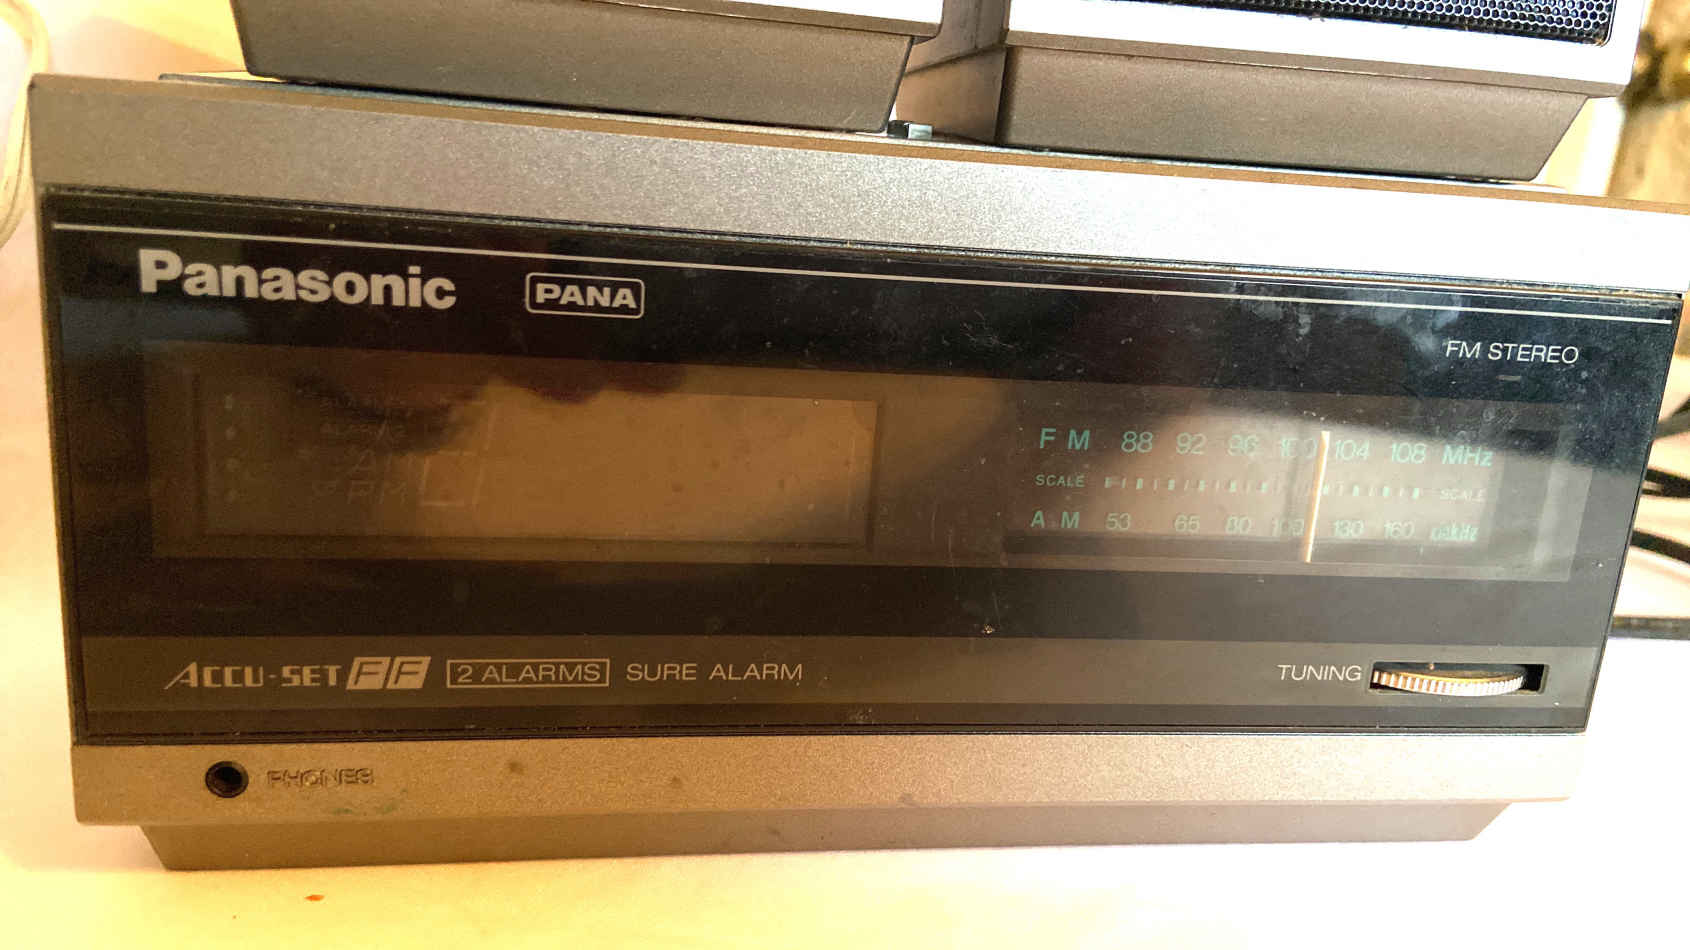 Panasonic PANA
FM STEREO
FM 88 92 96 100 104 108 MHz
SCALE SCALE
AM 53 65 80 100 130 160
ACCU-SET FF 2 ALARMS SURE ALARM
TUNING
PHONES